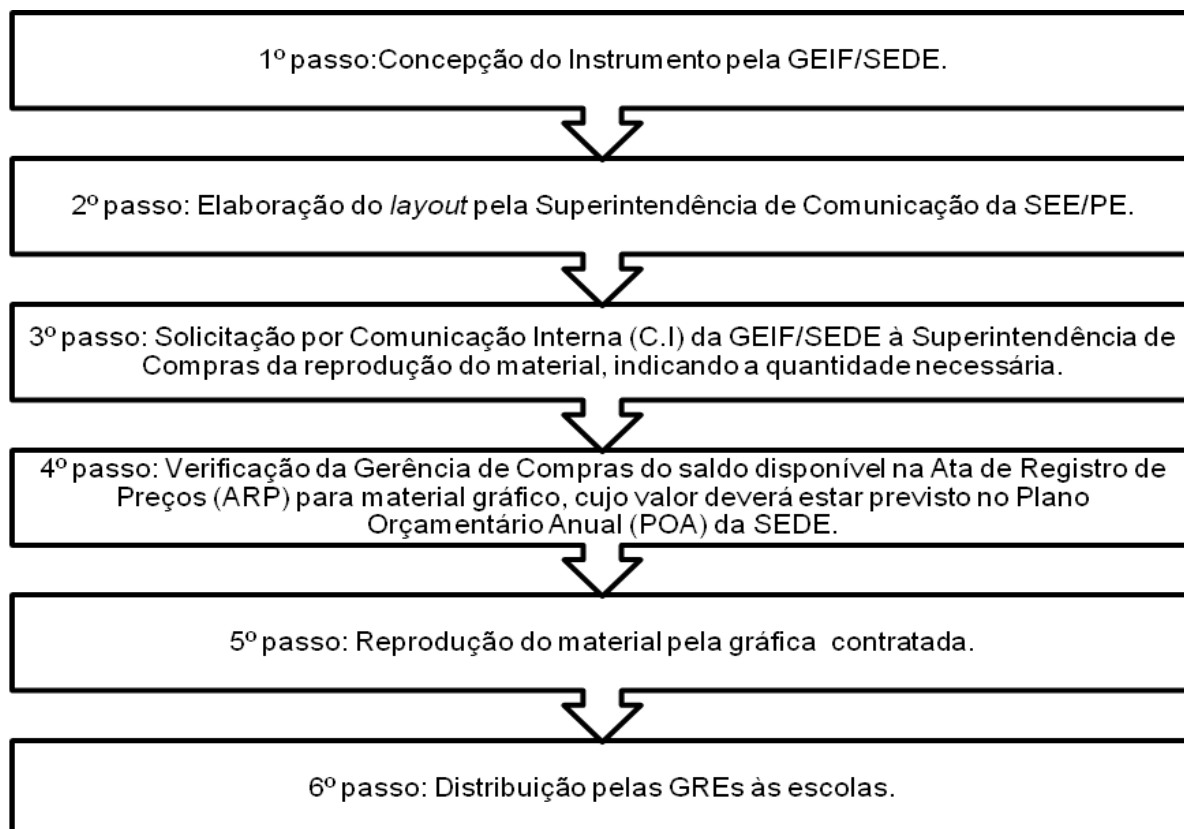 1º passo:Concepção do Instrumento pela GEIF/SEDE.
2º passo: Elaboração do layout pela Superintendência de Comunicação da SEE/PE.
3º passo: Solicitação por Comunicação Interna (C.I) da GEIF/SEDE à Superintendência de
Compras da reprodução do material, indicando a quantidade necessária.
4º passo: Verificação da Gerência de Compras do saldo disponível na Ata de Registro de
Preços (ARP) para material gráfico, cujo valor deverá estar previsto no Plano
Orçamentário Anual (POA) da SEDE.
5º passo: Reprodução do material pela gráfica contratada.
6º passo: Distribuição pelas GREs às escolas.